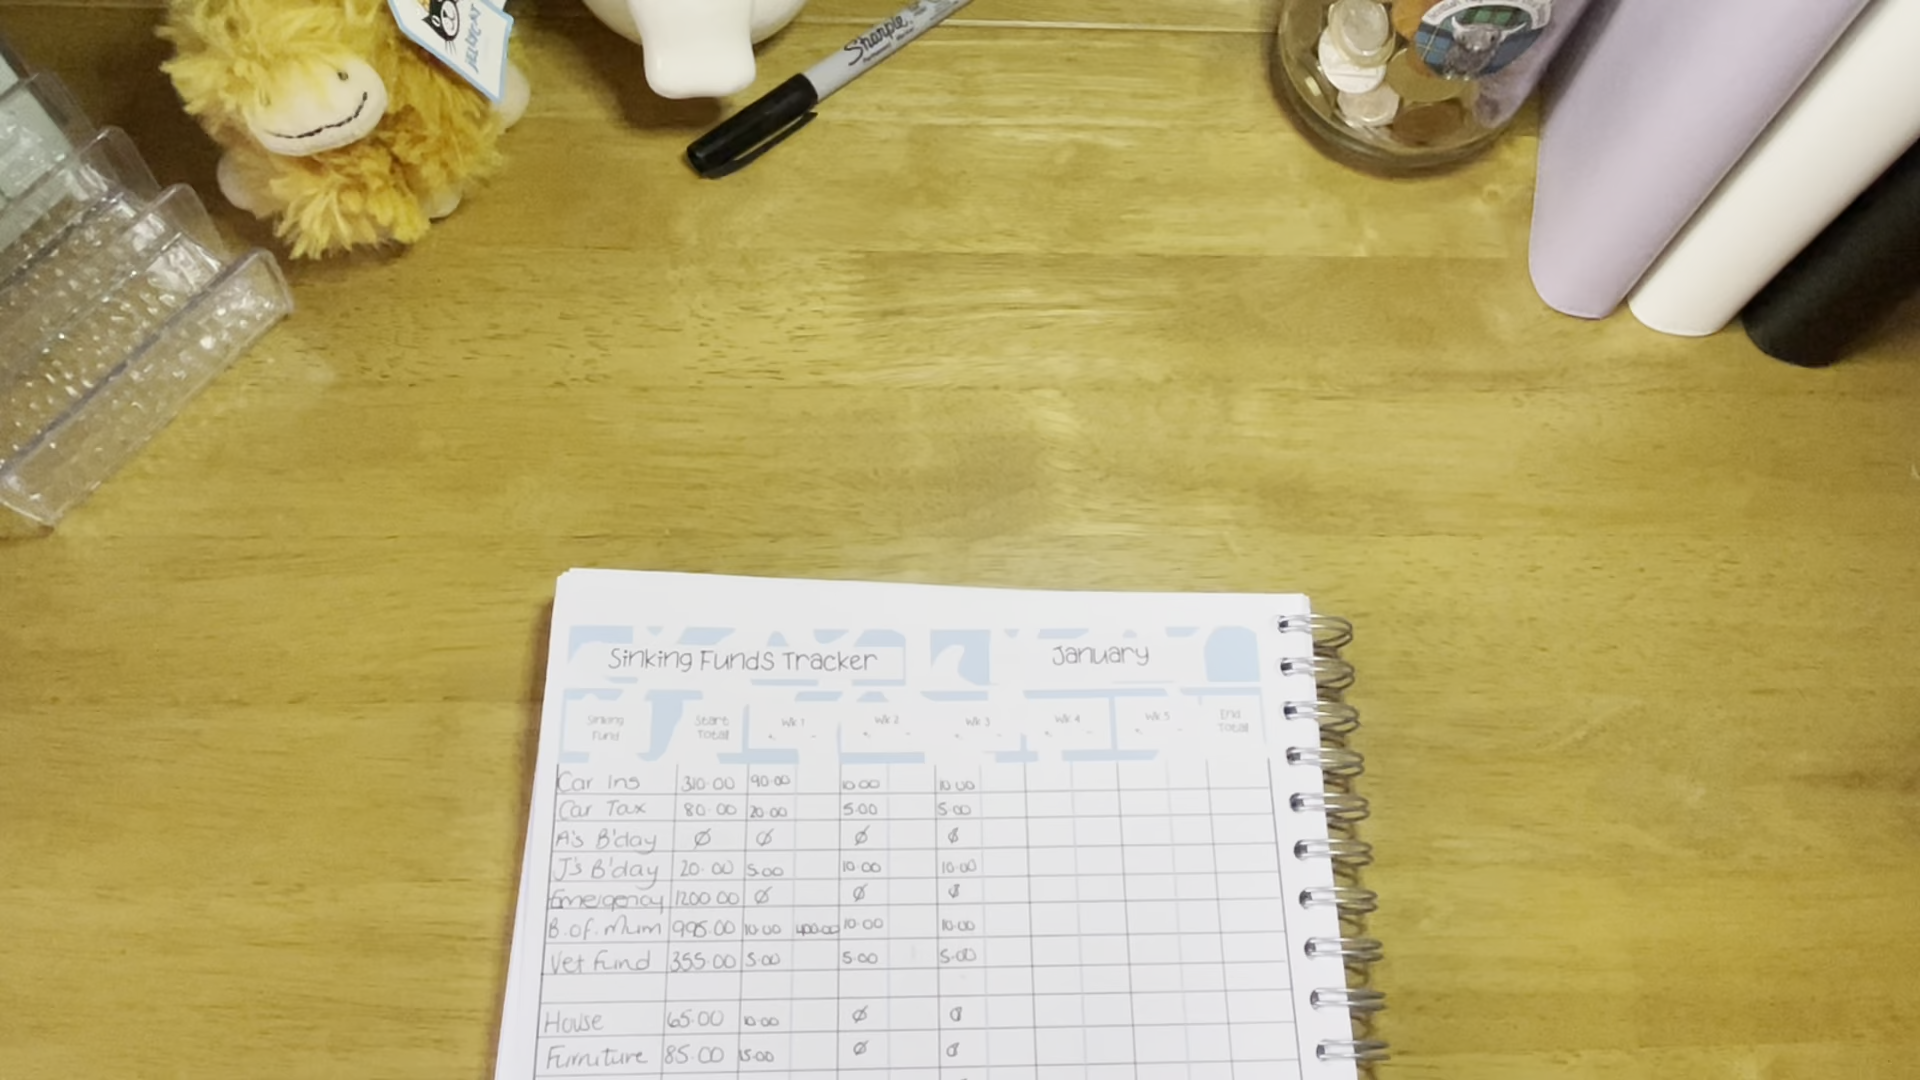 JELLYCAT
Sharpie
Sinking Funds Tracker January
Sinking Fund Start Total Wk 1 Wk 2 Wk 3 Wk 4 Wk 5 End Total
+ - + - + - + - + -
Car Ins 310.00 90.00 10.00 10.00
Car Tax 80.00 20.00 5.00 5.00
A's B'day Ø Ø Ø Ø
J's B'day 20.00 5.00 10.00 10.00
Emergency 1200.00 Ø Ø Ø
B.of.Mum 995.00 10.00 400.00 10.00 10.00
Vet Fund 355.00 5.00 5.00 5.00
House 65.00 10.00 Ø Ø
Furniture 85.00 15.00 Ø Ø